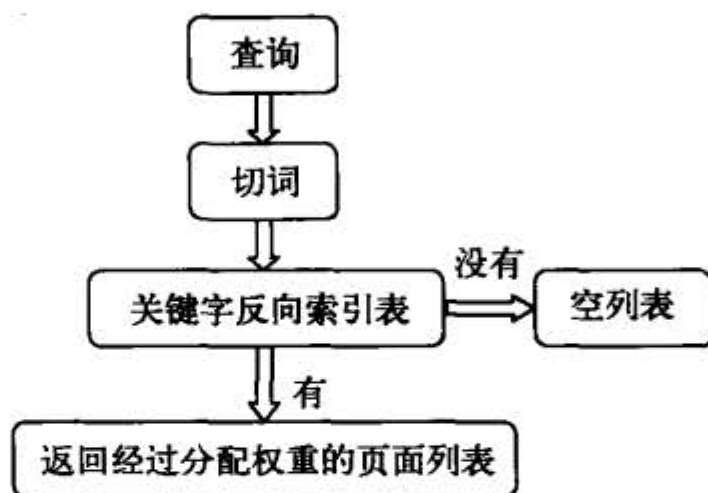 查询
切词
没有
关键字反向索引表
空列表
有
返回经过分配权重的页面列表